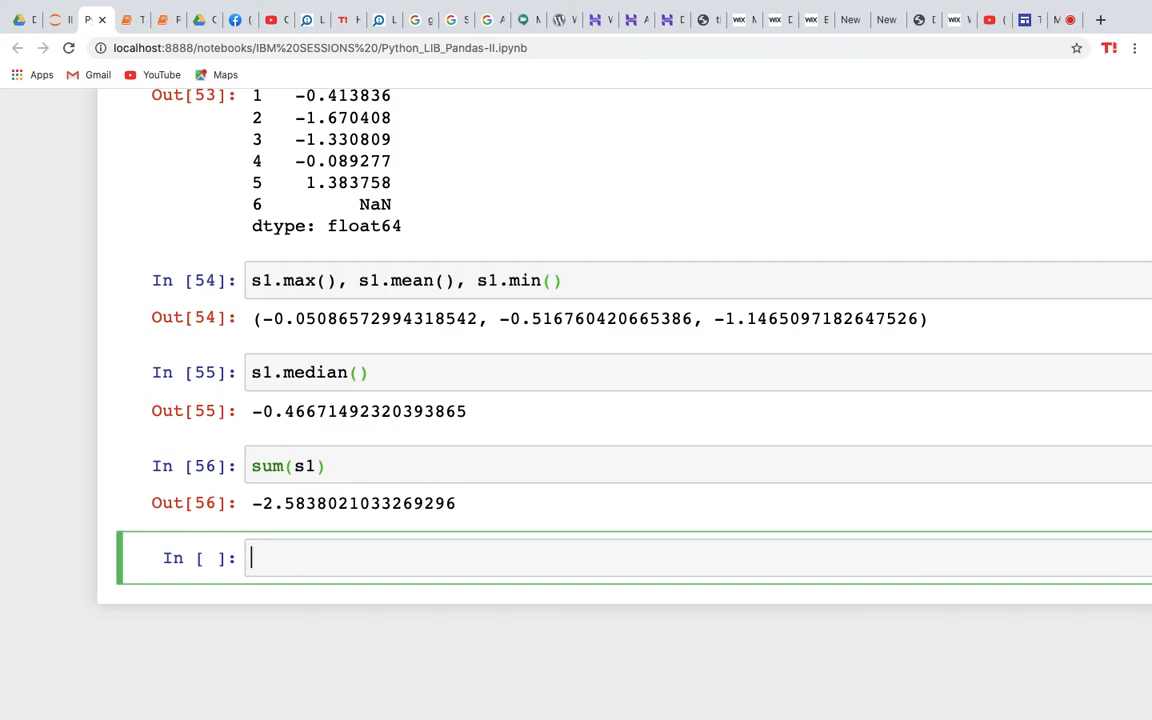 localhost:8888/notebooks/IBM%20SESSIONS%20/Python_LIB_Pandas-II.ipynb
Apps Gmail YouTube Maps
Out[53]: 1 -0.413836
2 -1.670408
3 -1.330809
4 -0.089277
5 1.383758
6 NaN
dtype: float64
In [54]: s1.max(), s1.mean(), s1.min()
Out[54]: (-0.05086572994318542, -0.516760420665386, -1.1465097182647526)
In [55]: s1.median()
Out[55]: -0.46671492320393865
In [56]: sum(s1)
Out[56]: -2.5838021033269296
In [ ]: